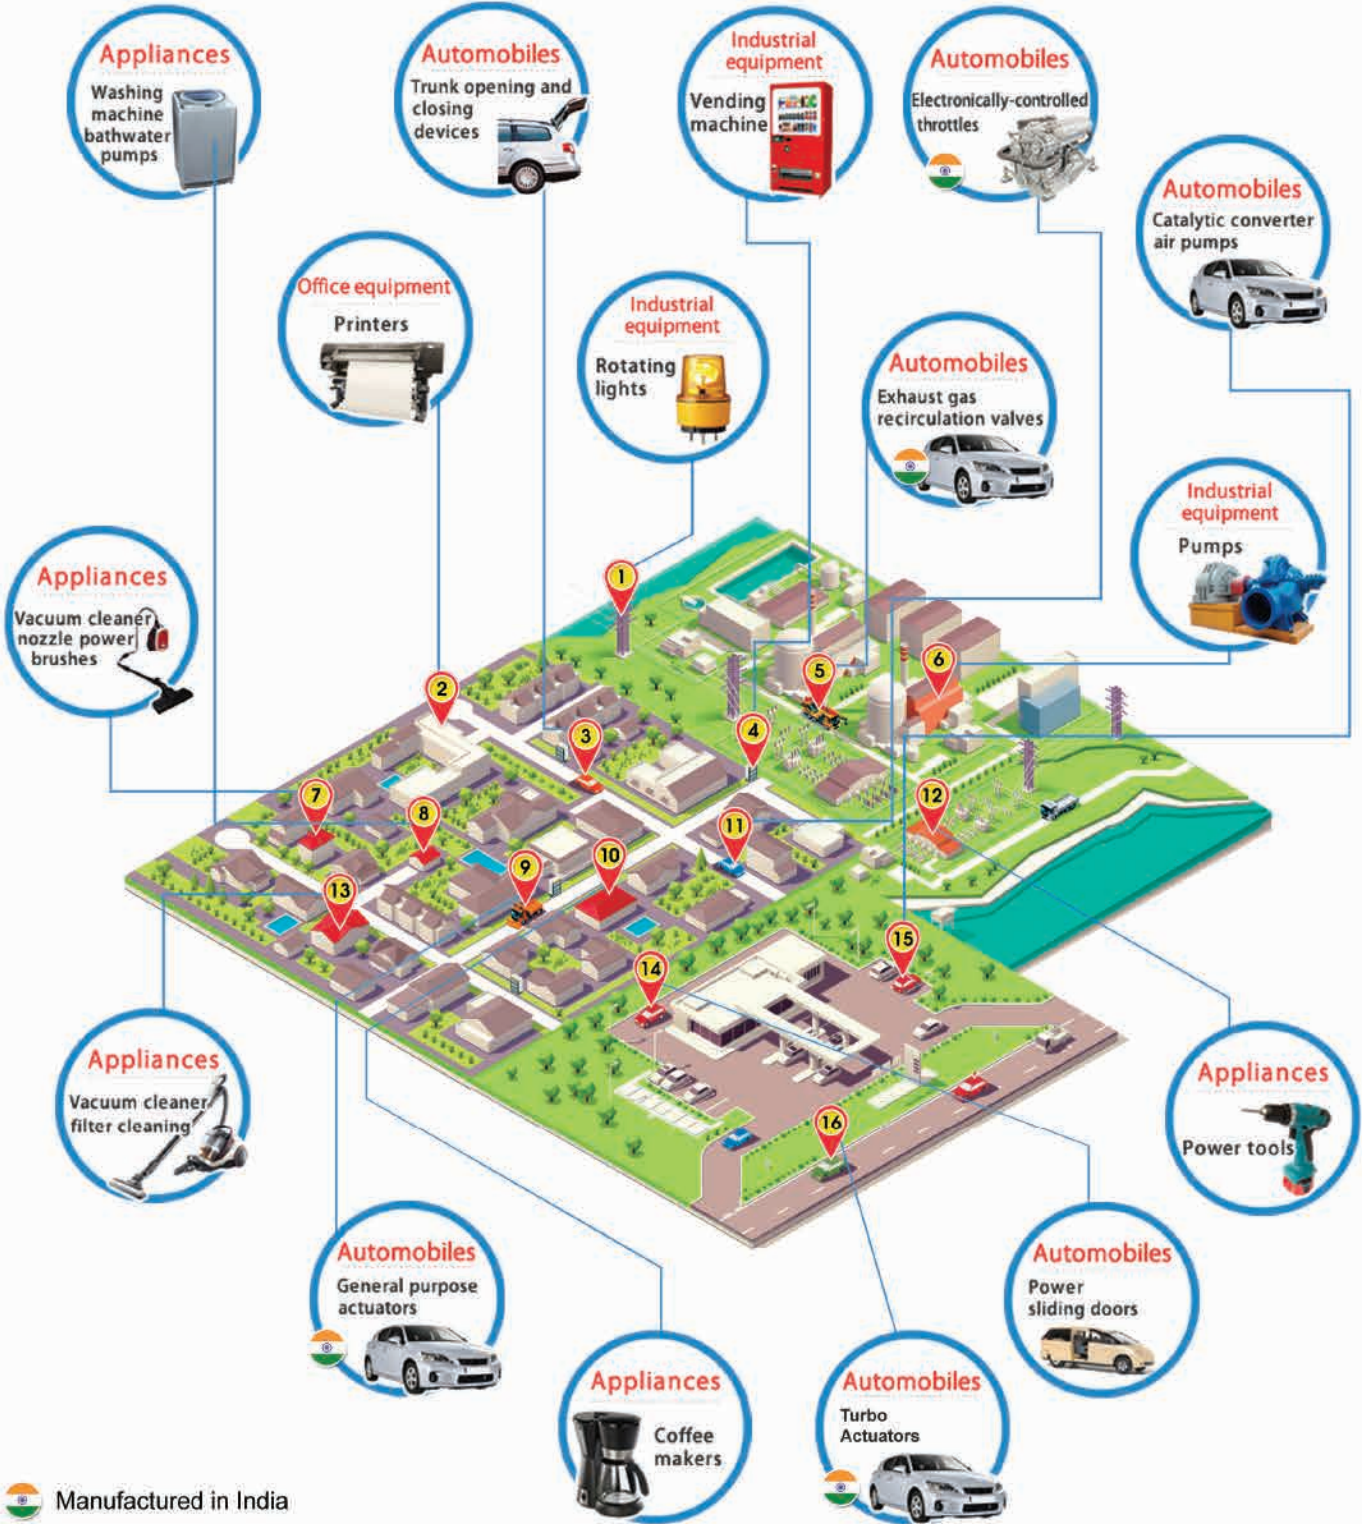 Appliances
Washing
machine
bathwater
pumps
Automobiles
Trunk opening and
closing
devices
Industrial
equipment
Vending
machine
Automobiles
Electronically-controlled
throttles
Automobiles
Catalytic converter
air pumps
Office equipment
Printers
Industrial
equipment
Rotating
lights
Automobiles
Exhaust gas
recirculation valves
Industrial
equipment
Pumps
Appliances
Vacuum cleaner
nozzle power
brushes
1
2
3
4
5
6
7
8
9
10
11
12
13
14
15
16
Appliances
Vacuum cleaner
filter cleaning
Appliances
Power tools
Automobiles
General purpose
actuators
Automobiles
Power
sliding doors
Appliances
Coffee
makers
Automobiles
Turbo
Actuators
Manufactured in India